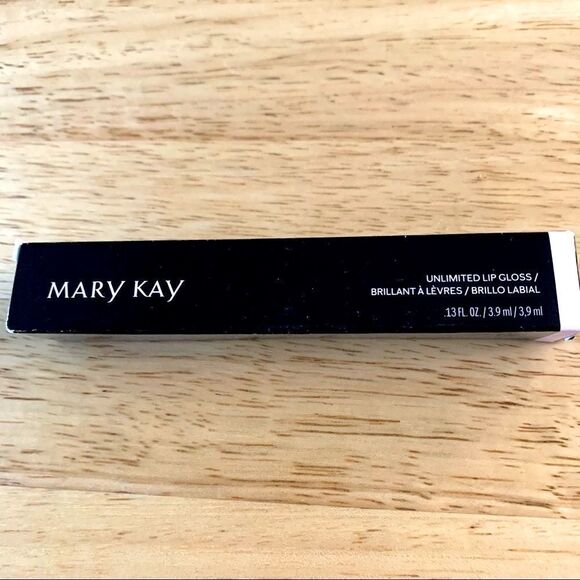 MARY KAY
UNLIMITED LIP GLOSS /
BRILLANT À LÈVRES / BRILLO LABIAL
.13 FL. OZ. / 3.9 ml / 3,9 ml